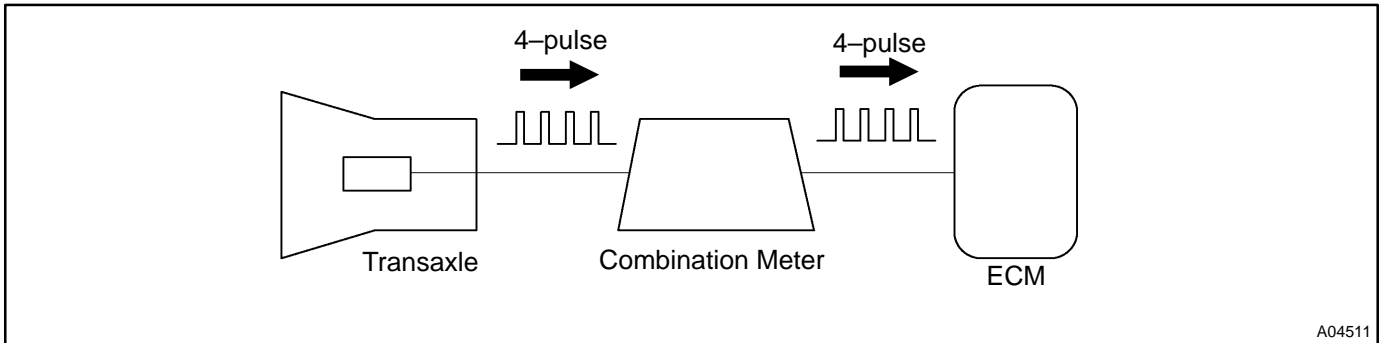 4–pulse
4–pulse
Transaxle
Combination Meter
ECM
A04511